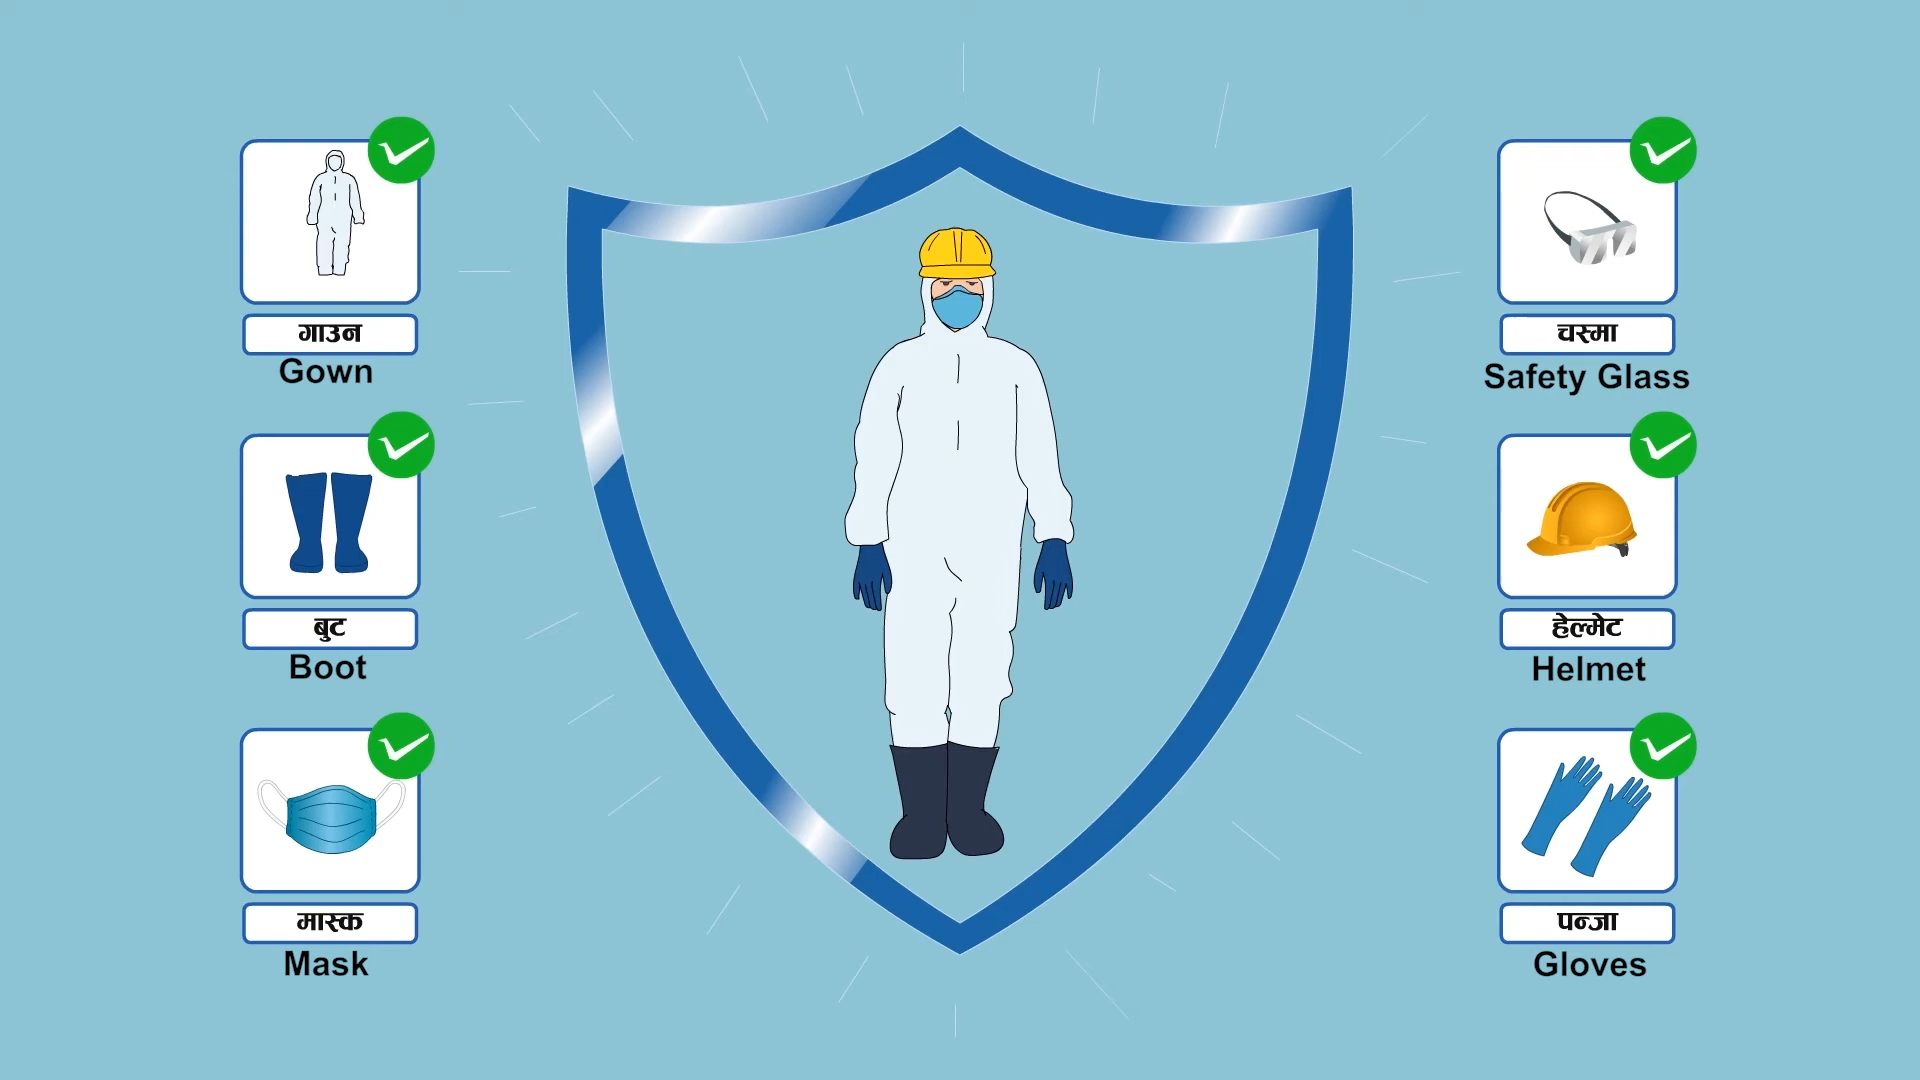 गाउन
Gown
बुट
Boot
मास्क
Mask
चस्मा
Safety Glass
हेल्मेट
Helmet
पन्जा
Gloves